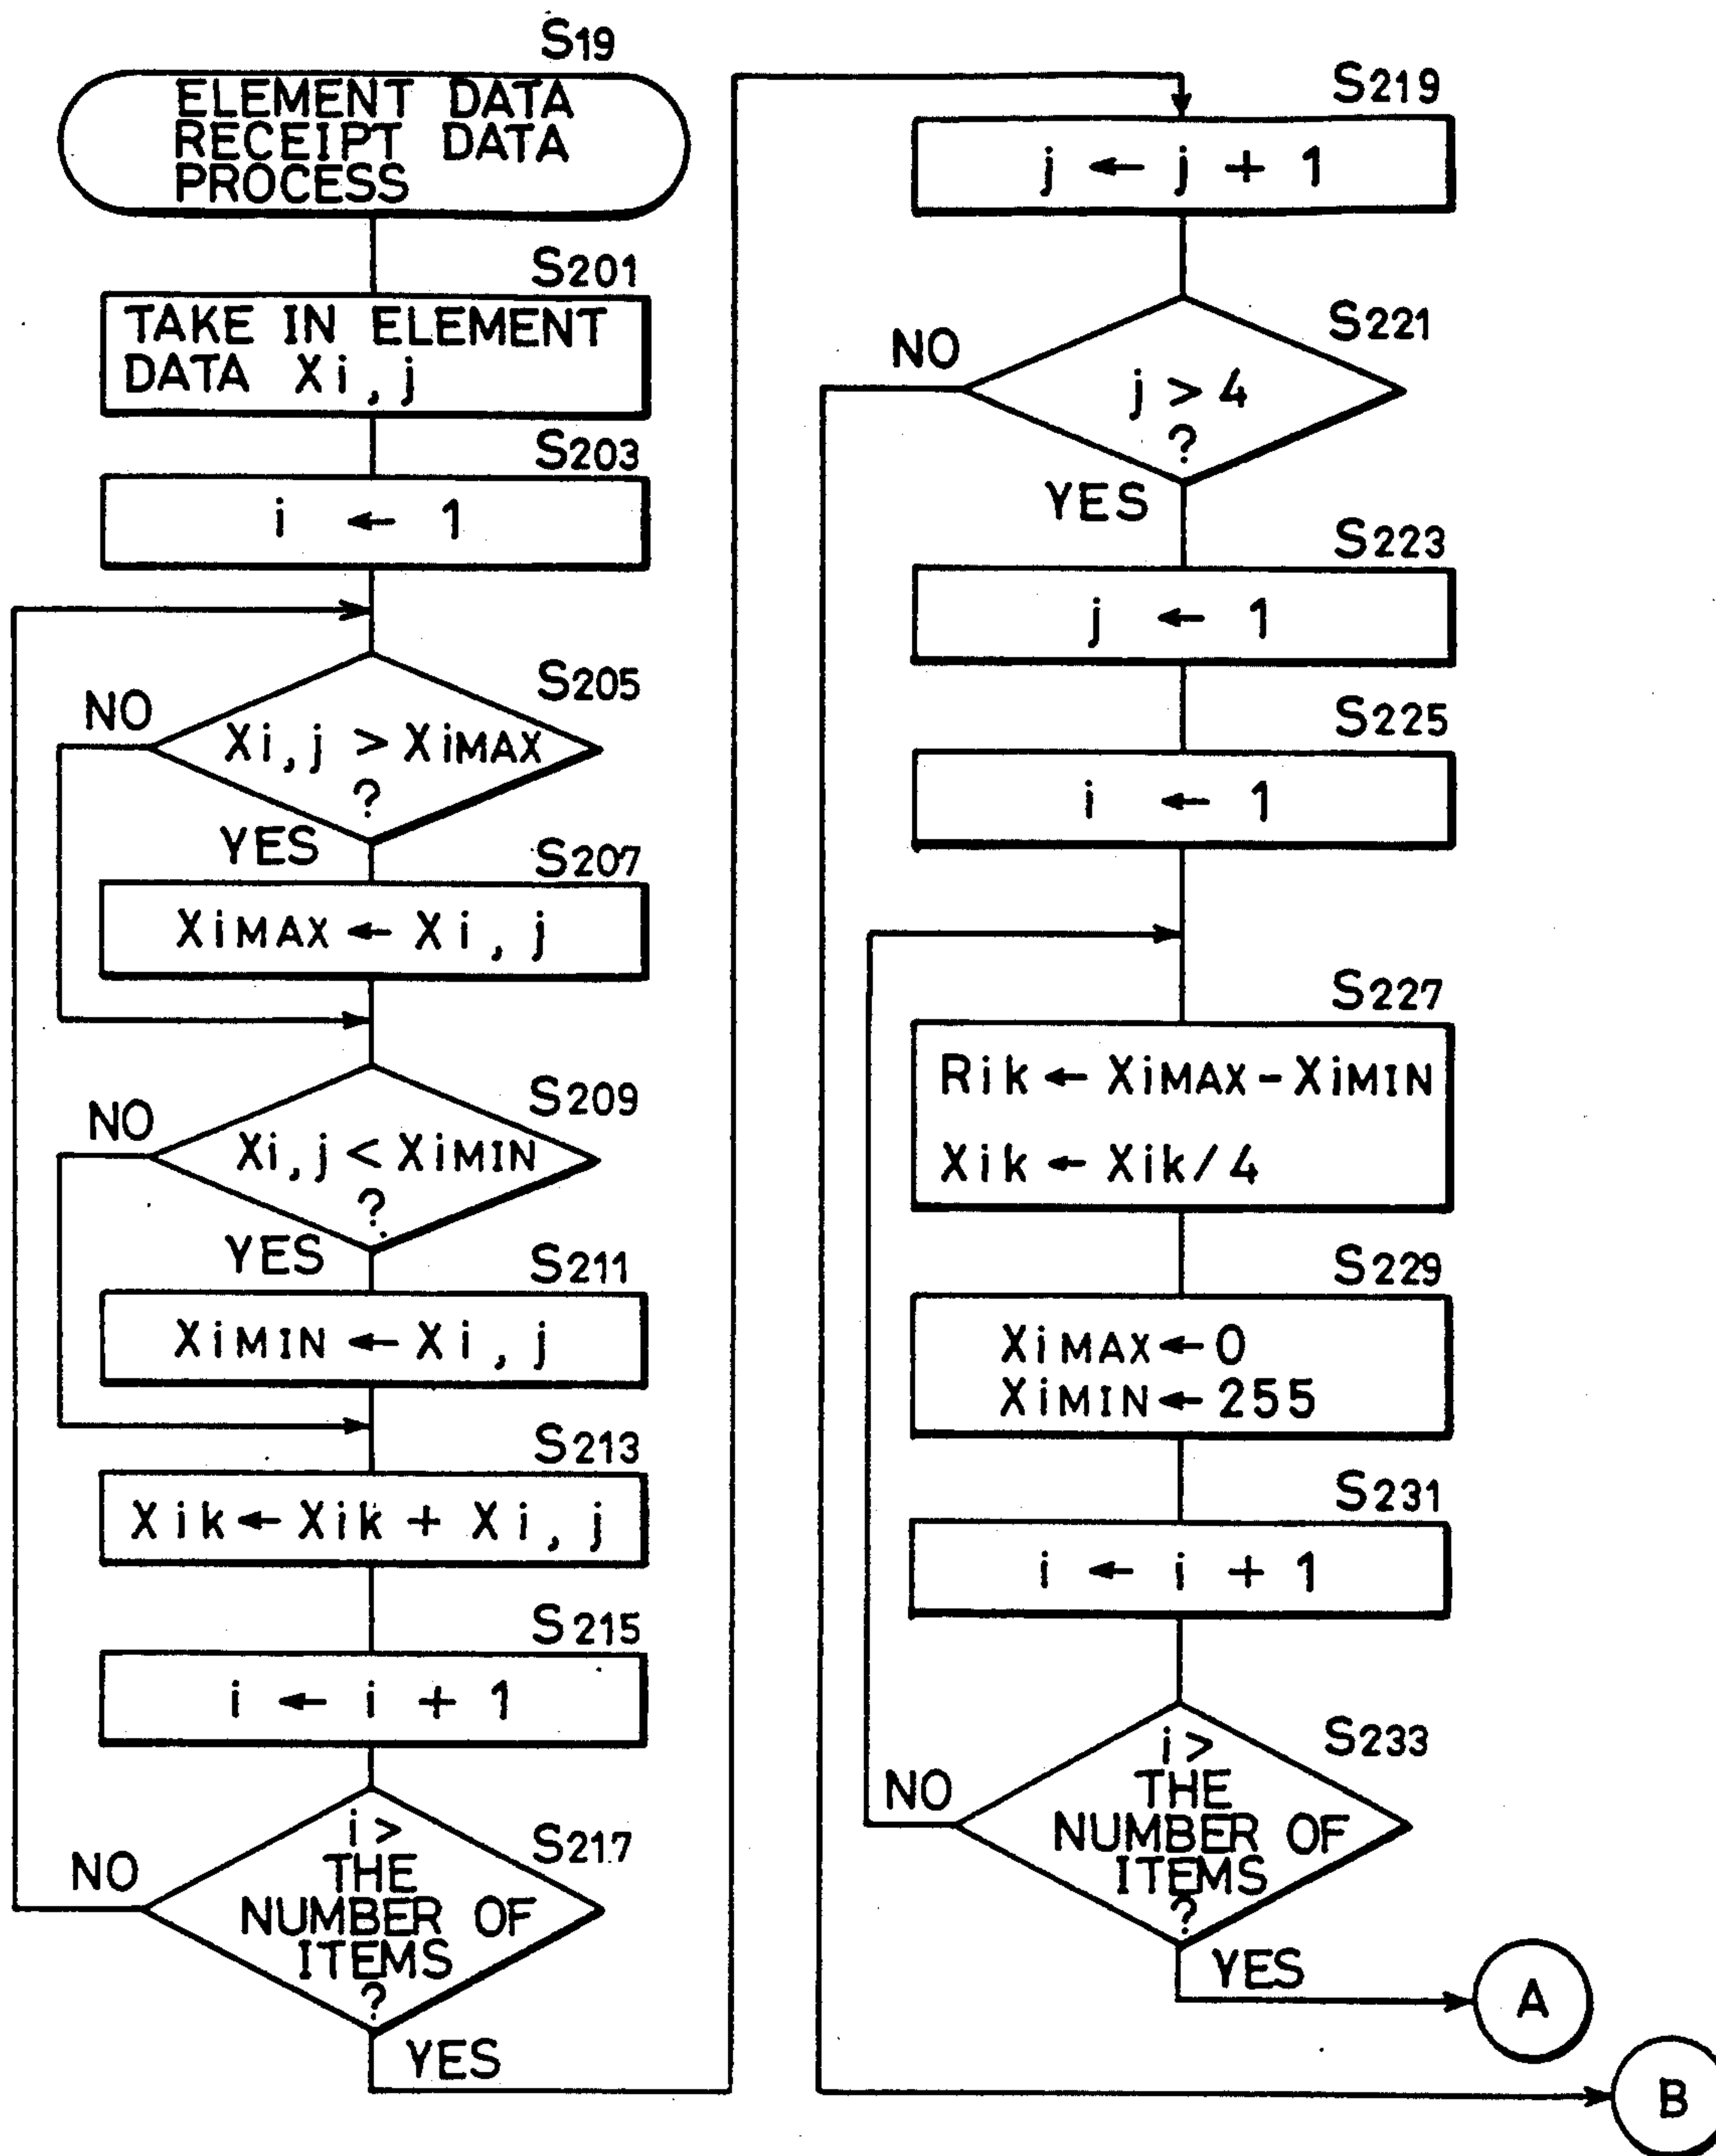 S19
ELEMENT DATA
RECEIPT DATA
PROCESS
S201
TAKE IN ELEMENT
DATA Xi,j
S203
i ← 1
S205
NO
Xi,j > XiMAX
?
YES
S207
XiMAX ← Xi,j
S209
NO
Xi,j < XiMIN
?
YES
S211
XiMIN ← Xi,j
S213
Xik ← Xik + Xi,j
S215
i ← i + 1
S217
NO
i >
THE
NUMBER OF
ITEMS
?
YES
S219
j ← j + 1
S221
NO
j > 4
?
YES
S223
j ← 1
S225
i ← 1
S227
Rik ← XiMAX - XiMIN
Xik ← Xik / 4
S229
XiMAX ← 0
XiMIN ← 255
S231
i ← i + 1
S233
NO
i >
THE
NUMBER OF
ITEMS
?
YES
A
B